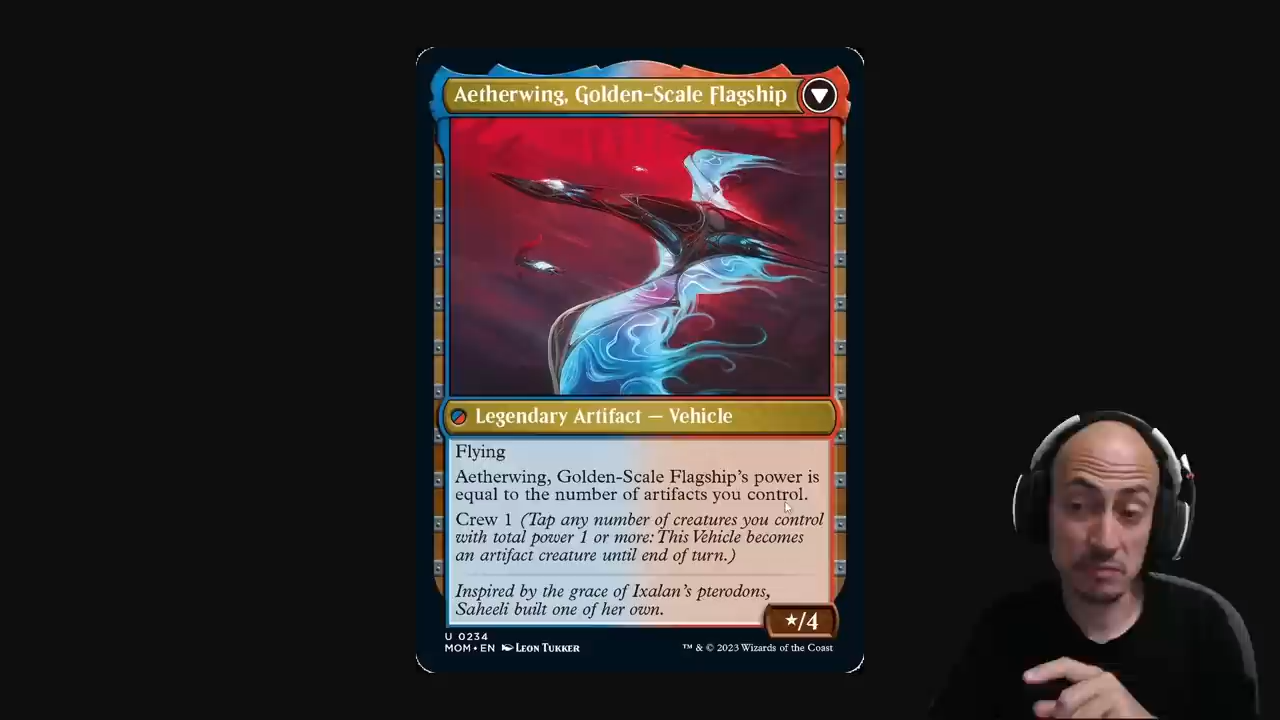 Aetherwing, Golden-Scale Flagship
Legendary Artifact — Vehicle
Flying
Aetherwing, Golden-Scale Flagship's power is
equal to the number of artifacts you control.
Crew 1 (Tap any number of creatures you control
with total power 1 or more: This Vehicle becomes
an artifact creature until end of turn.)
Inspired by the grace of Ixalan's pterodons,
Saheeli built one of her own.
★/4
U 0234
MOM • EN Leon Tukker
™ & © 2023 Wizards of the Coast